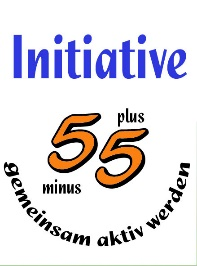 Initiative
plus
55
minus
gemeinsam aktiv werden